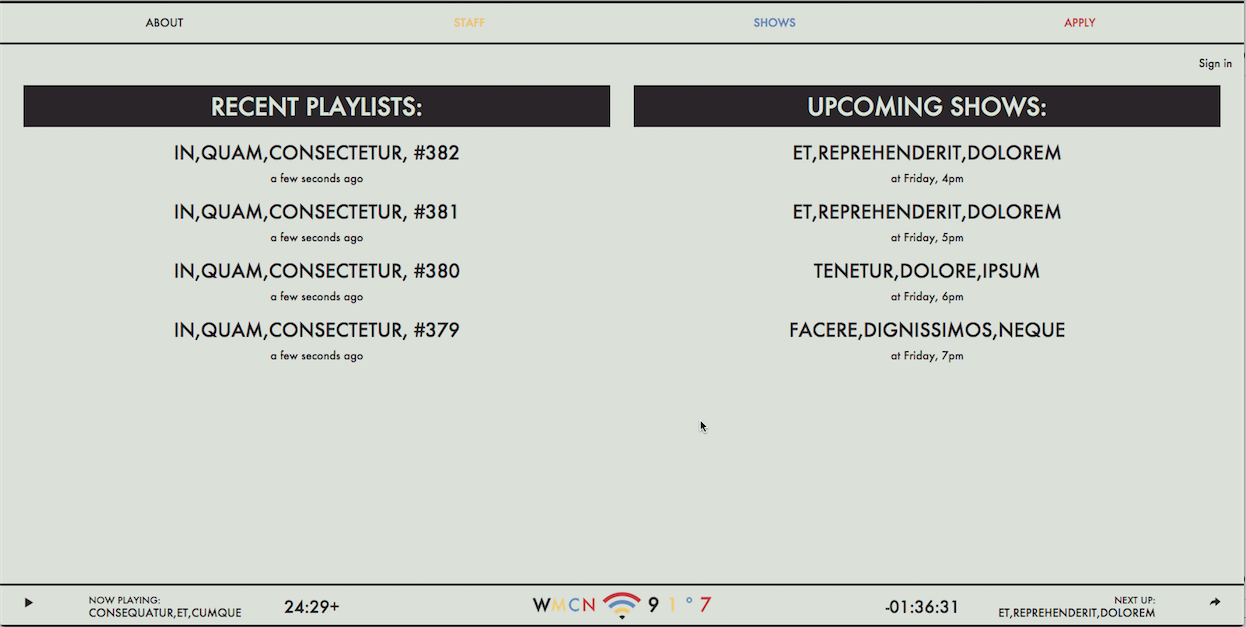 ABOUT STAFF SHOWS APPLY
Sign in
RECENT PLAYLISTS:
IN,QUAM,CONSECTETUR, #382
a few seconds ago
IN,QUAM,CONSECTETUR, #381
a few seconds ago
IN,QUAM,CONSECTETUR, #380
a few seconds ago
IN,QUAM,CONSECTETUR, #379
a few seconds ago
UPCOMING SHOWS:
ET,REPREHENDERIT,DOLOREM
at Friday, 4pm
ET,REPREHENDERIT,DOLOREM
at Friday, 5pm
TENETUR,DOLORE,IPSUM
at Friday, 6pm
FACERE,DIGNISSIMOS,NEQUE
at Friday, 7pm
NOW PLAYING:
CONSEQUATUR,ET,CUMQUE
24:29+
WMCN 91°7
-01:36:31
NEXT UP:
ET,REPREHENDERIT,DOLOREM